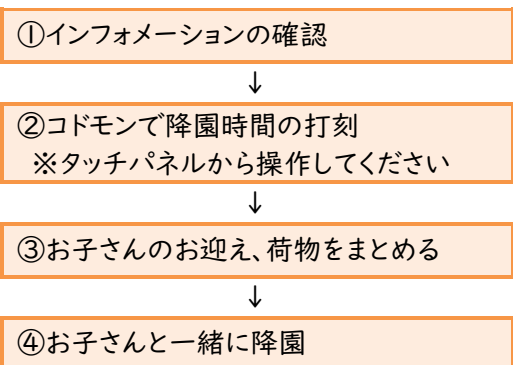 ①インフォメーションの確認
↓
②コドモンで降園時間の打刻
※タッチパネルから操作してください
↓
③お子さんのお迎え、荷物をまとめる
↓
④お子さんと一緒に降園